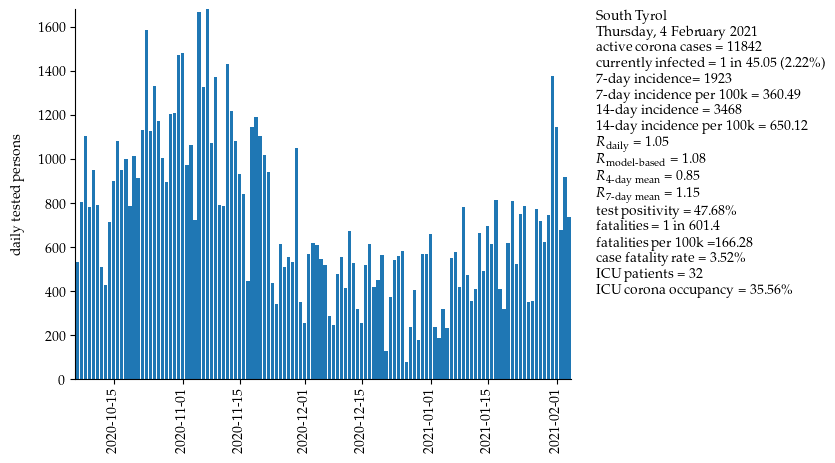 South Tyrol
Thursday, 4 February 2021
active corona cases = 11842
currently infected = 1 in 45.05 (2.22%)
7-day incidence= 1923
7-day incidence per 100k = 360.49
14-day incidence = 3468
14-day incidence per 100k = 650.12
R daily = 1.05
R model-based = 1.08
R 4-day mean = 0.85
R 7-day mean = 1.15
test positivity = 47.68%
fatalities = 1 in 601.4
fatalities per 100k =166.28
case fatality rate = 3.52%
ICU patients = 32
ICU corona occupancy = 35.56%
daily tested persons
1600
1400
1200
1000
800
600
400
200
0
2020-10-15
2020-11-01
2020-11-15
2020-12-01
2020-12-15
2021-01-01
2021-01-15
2021-02-01